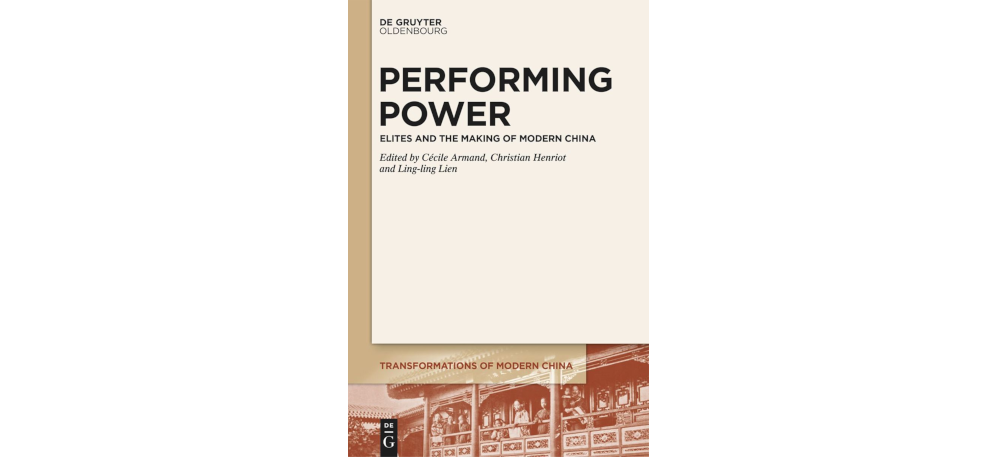 DE GRUYTER
OLDENBOURG
PERFORMING
POWER
ELITES AND THE MAKING OF MODERN CHINA
Edited by Cécile Armand, Christian Henriot
and Ling-ling Lien
TRANSFORMATIONS OF MODERN CHINA
DE
G